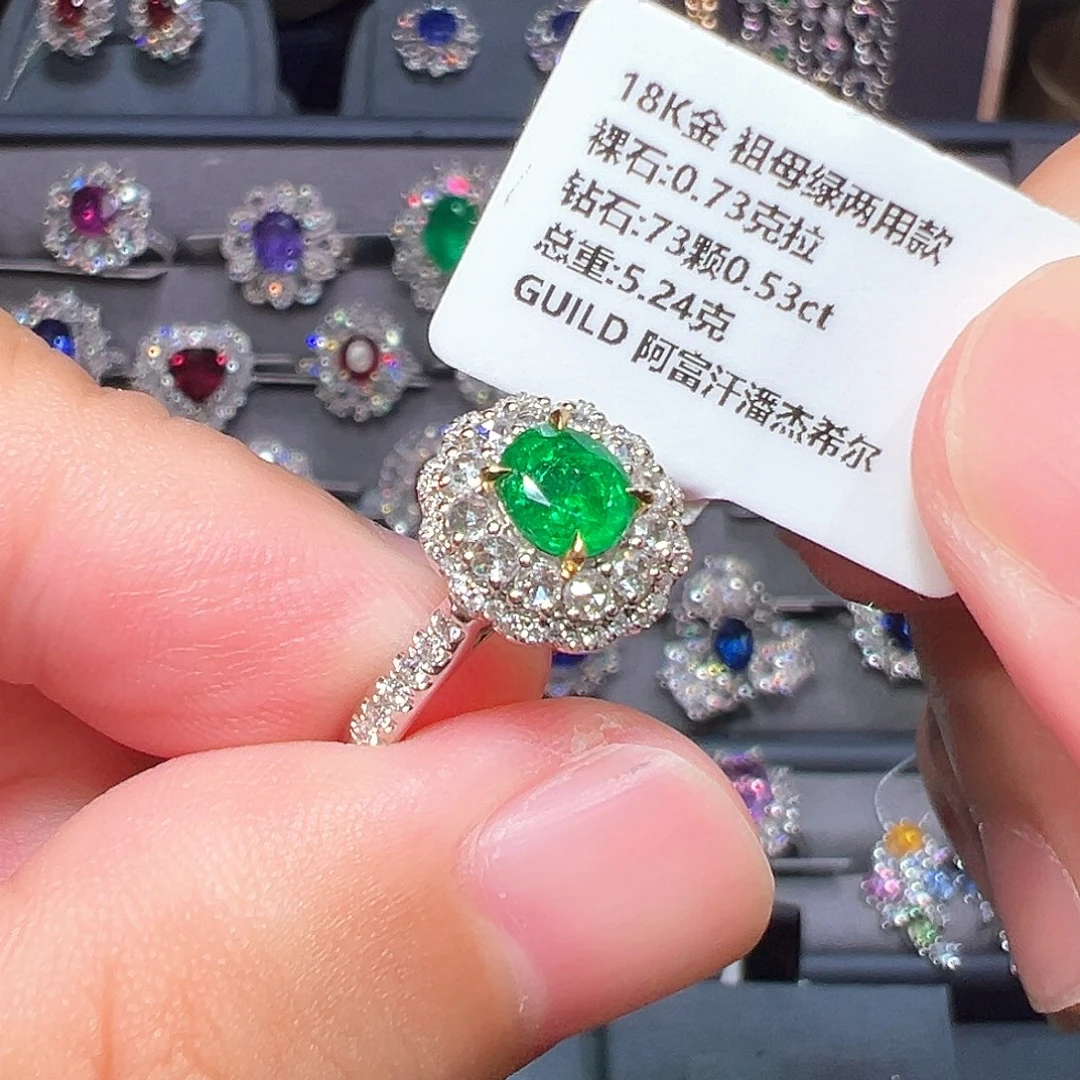 18K金 祖母绿两用款
裸石:0.73克拉
钻石:73颗0.53ct
总重:5.24克
GUILD 阿富汗潘杰希尔